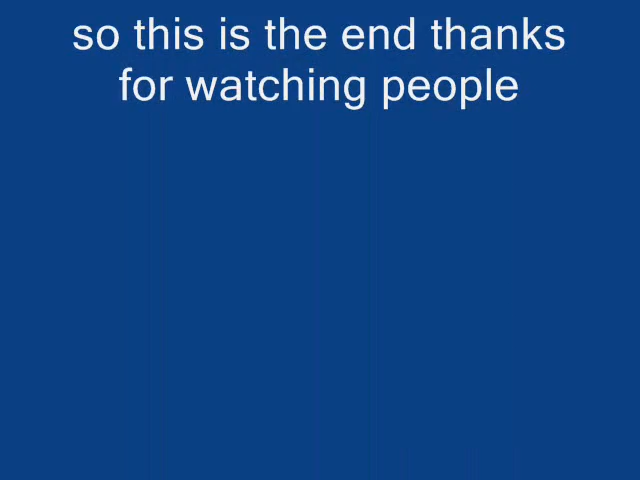 so this is the end thanks
for watching people